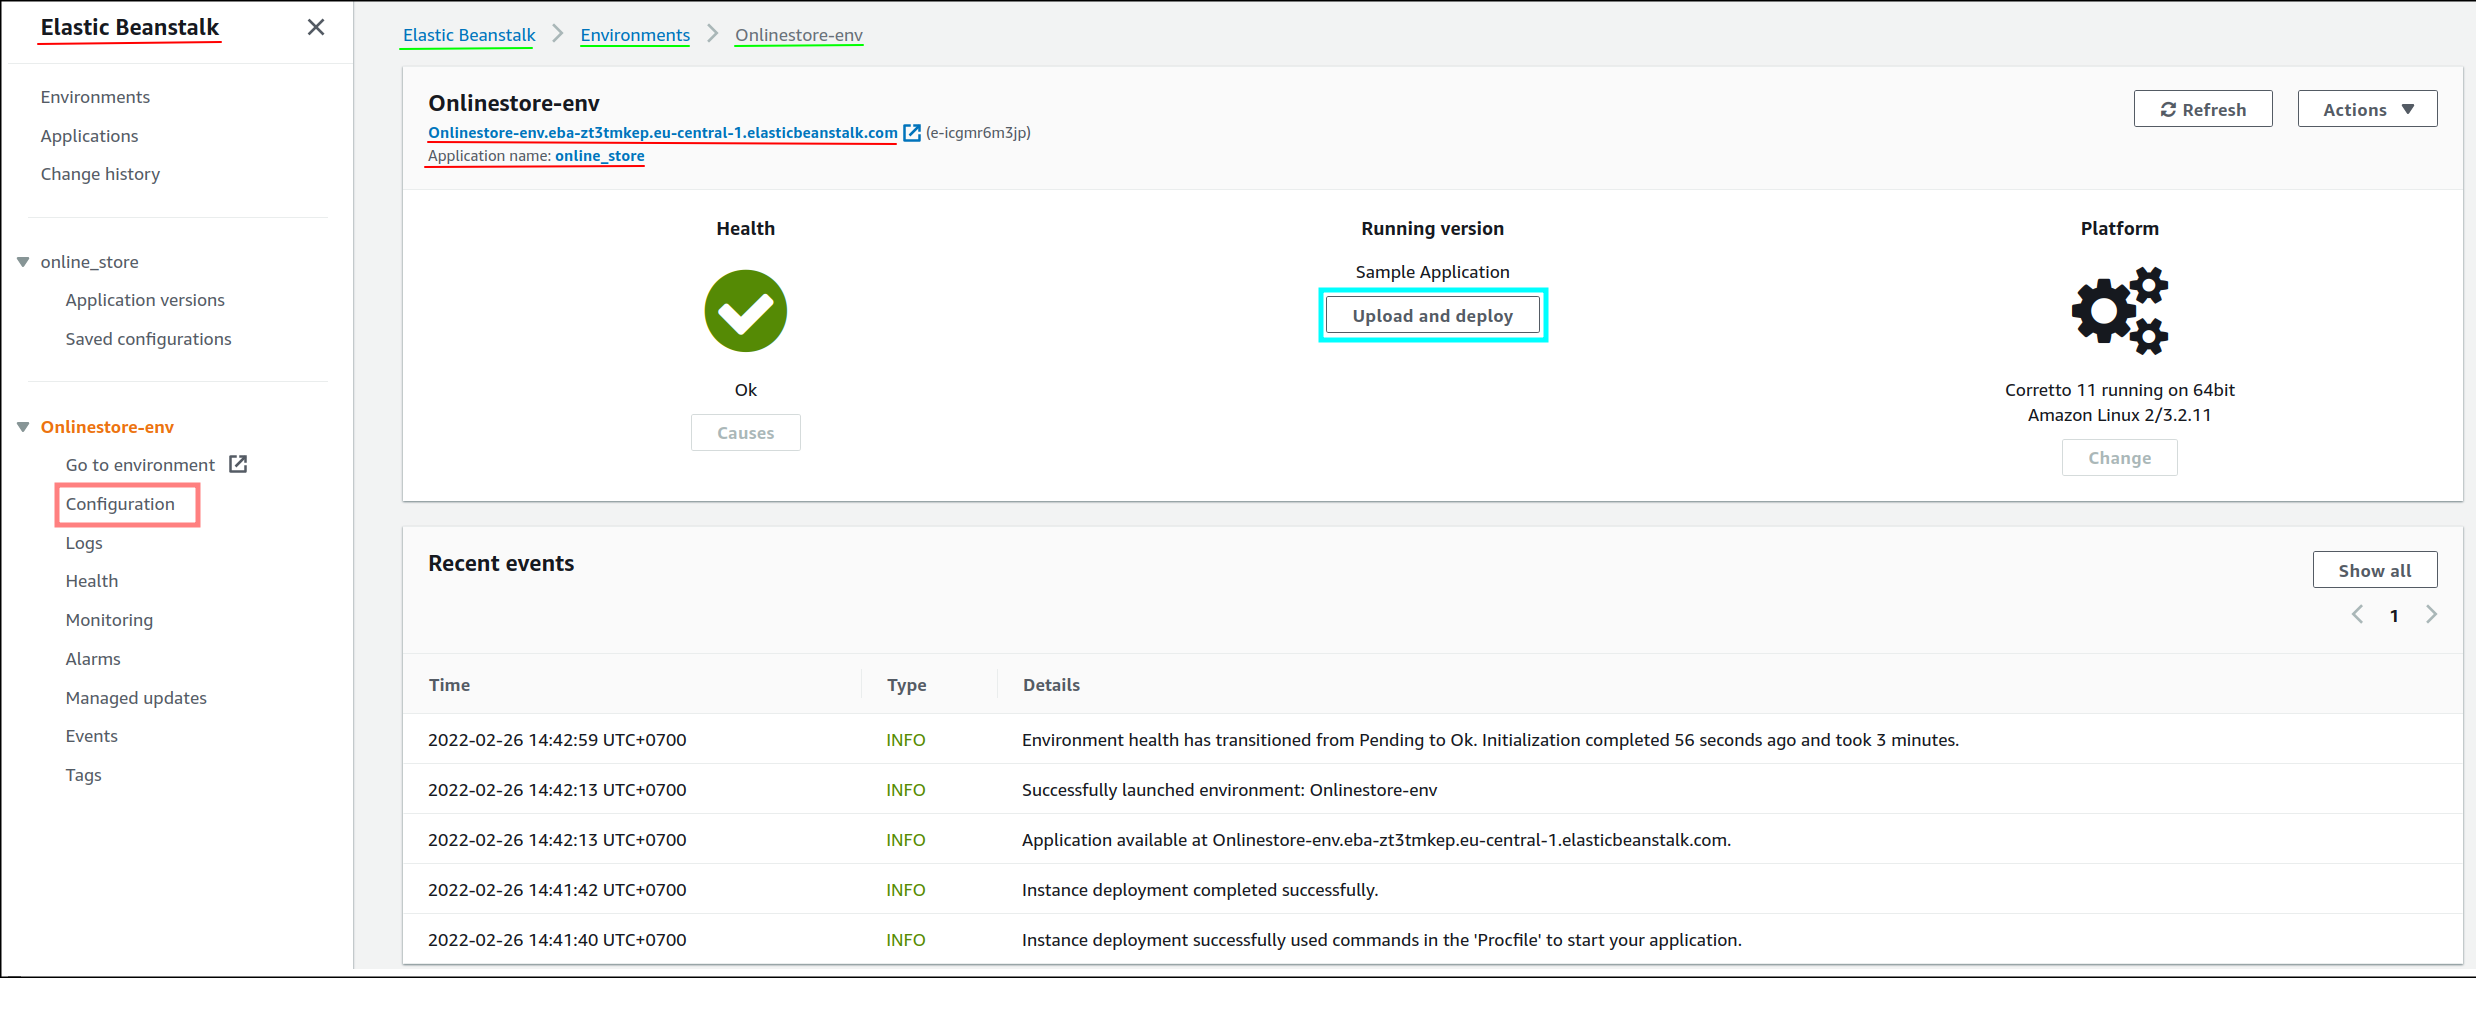 Elastic Beanstalk
Environments
Applications
Change history
online_store
Application versions
Saved configurations
Onlinestore-env
Go to environment
Configuration
Logs
Health
Monitoring
Alarms
Managed updates
Events
Tags
Elastic Beanstalk Environments Onlinestore-env
Onlinestore-env
Refresh Actions
Onlinestore-env.eba-zt3tmkep.eu-central-1.elasticbeanstalk.com (e-icgmr6m3jp)
Application name: online_store
Health
Ok
Causes
Running version
Sample Application
Upload and deploy
Platform
Corretto 11 running on 64bit
Amazon Linux 2/3.2.11
Change
Recent events
Show all
1
Time Type Details
2022-02-26 14:42:59 UTC+0700 INFO Environment health has transitioned from Pending to Ok. Initialization completed 56 seconds ago and took 3 minutes.
2022-02-26 14:42:13 UTC+0700 INFO Successfully launched environment: Onlinestore-env
2022-02-26 14:42:13 UTC+0700 INFO Application available at Onlinestore-env.eba-zt3tmkep.eu-central-1.elasticbeanstalk.com.
2022-02-26 14:41:42 UTC+0700 INFO Instance deployment completed successfully.
2022-02-26 14:41:40 UTC+0700 INFO Instance deployment successfully used commands in the 'Procfile' to start your application.